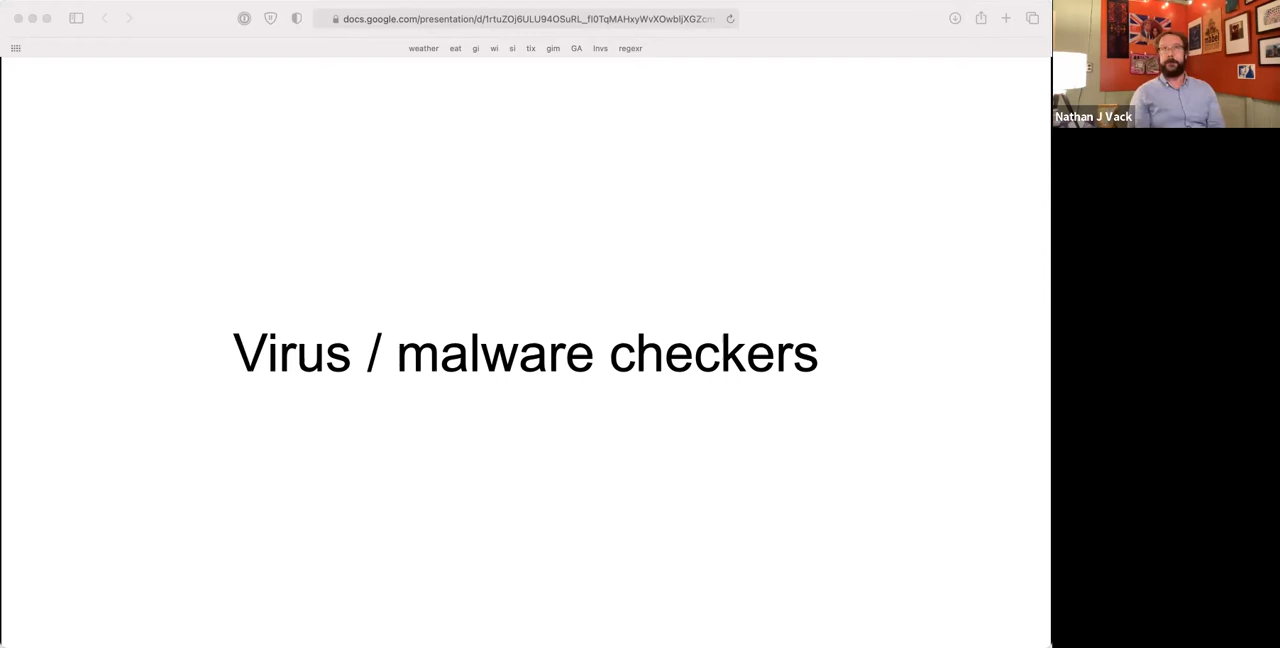 docs.google.com/presentation/d/1rtuZOj6ULU94OSuRL_fI0TqMAHxyWvXOwbljXGZcm
weather eat gi wi si tix gim GA Invs regexr
Nathan J Vack
Virus / malware checkers